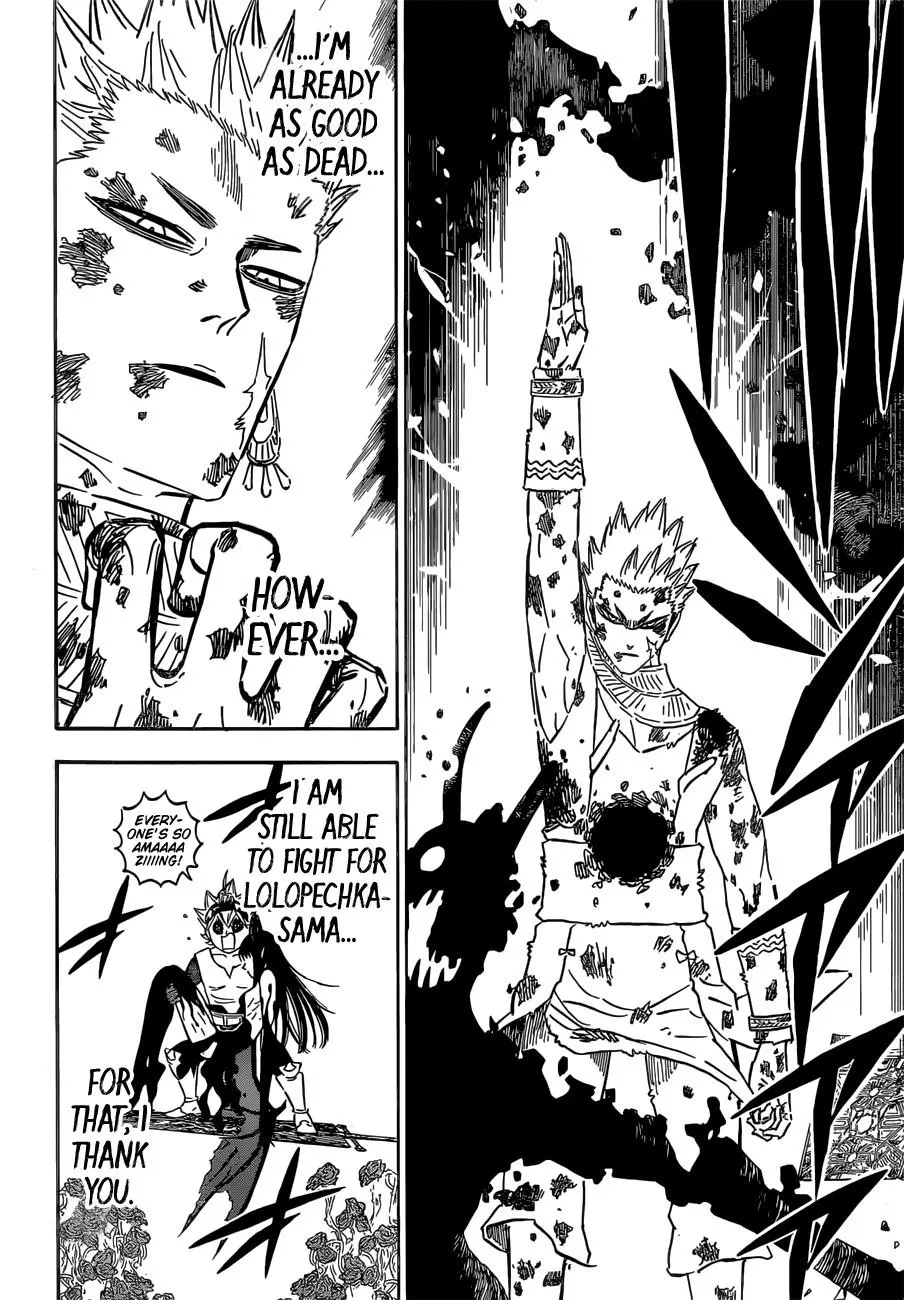 ...I'M
ALREADY
AS GOOD
AS DEAD...
HOW-
EVER...
I AM
STILL ABLE
TO FIGHT FOR
LOLOPECHKA-
SAMA...
EVERY-
ONE'S SO
AMAAAA
ZIIIING!
FOR
THAT, I
THANK
YOU.